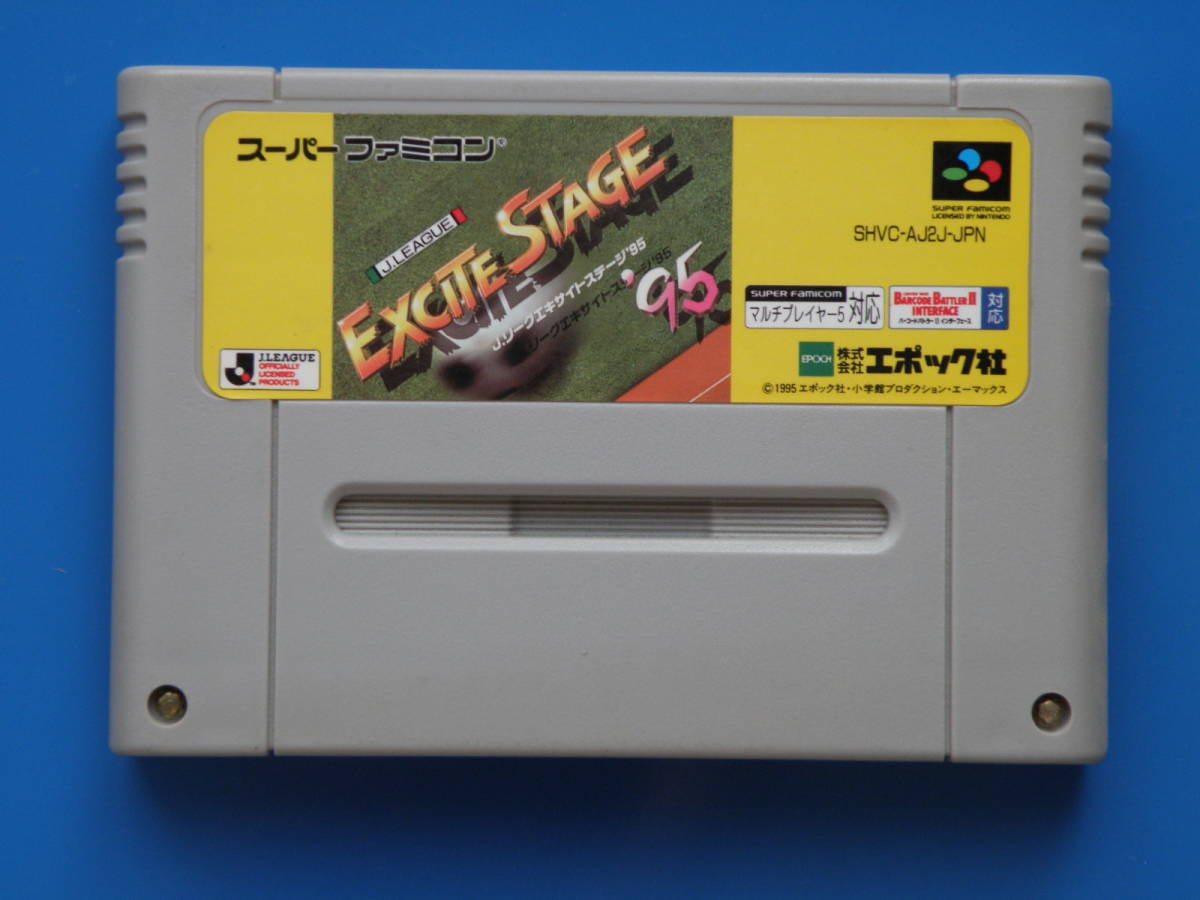 スーパーファミコン®
J.LEAGUE
EXCITE STAGE '95
J.リーグエキサイトステージ'95
J.LEAGUE
OFFICIALLY
LICENSED
PRODUCTS
SUPER FAMICOM
LICENSED BY NINTENDO
SHVC-AJ2J-JPN
SUPER FAMICOM
マルチプレイヤー5 対応
BARCODE BATTLER II
INTERFACE
バーコードバトラーII インターフェース
対応
EPOCH 株式会社 エポック社
©1995 エポック社・小学館プロダクション・エーマックス